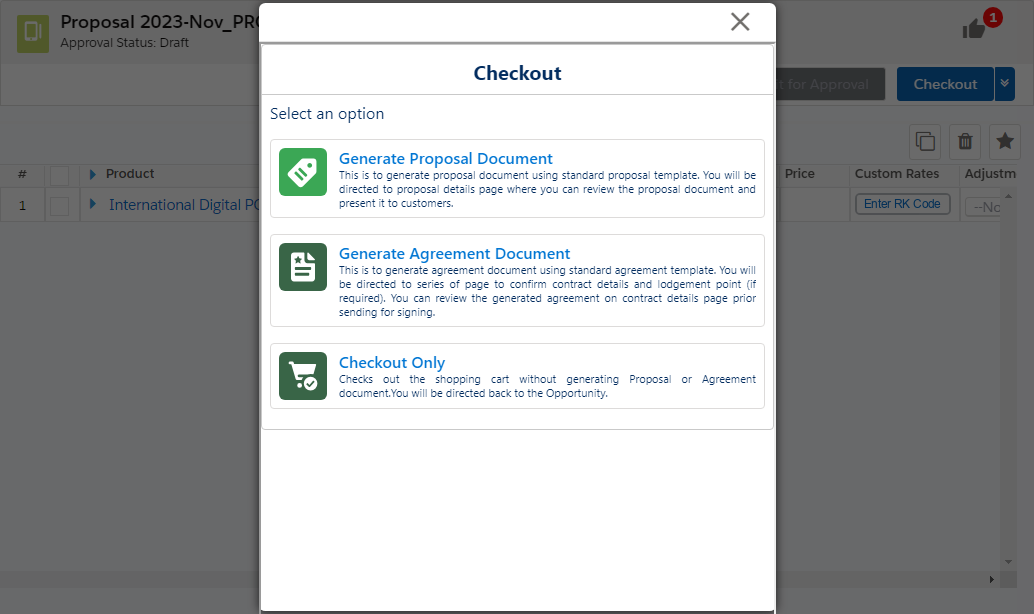 Proposal 2023-Nov_PRO
Approval Status: Draft
1
t for Approval
Checkout
Checkout
Select an option
Generate Proposal Document
This is to generate proposal document using standard proposal template. You will be
directed to proposal details page where you can review the proposal document and
present it to customers.
Generate Agreement Document
This is to generate agreement document using standard agreement template. You will
be directed to series of page to confirm contract details and lodgement point (if
required). You can review the generated agreement on contract details page prior
sending for signing.
Checkout Only
Checks out the shopping cart without generating Proposal or Agreement
document.You will be directed back to the Opportunity.
# Product Price Custom Rates Adjustm
1 International Digital PC Enter RK Code --No